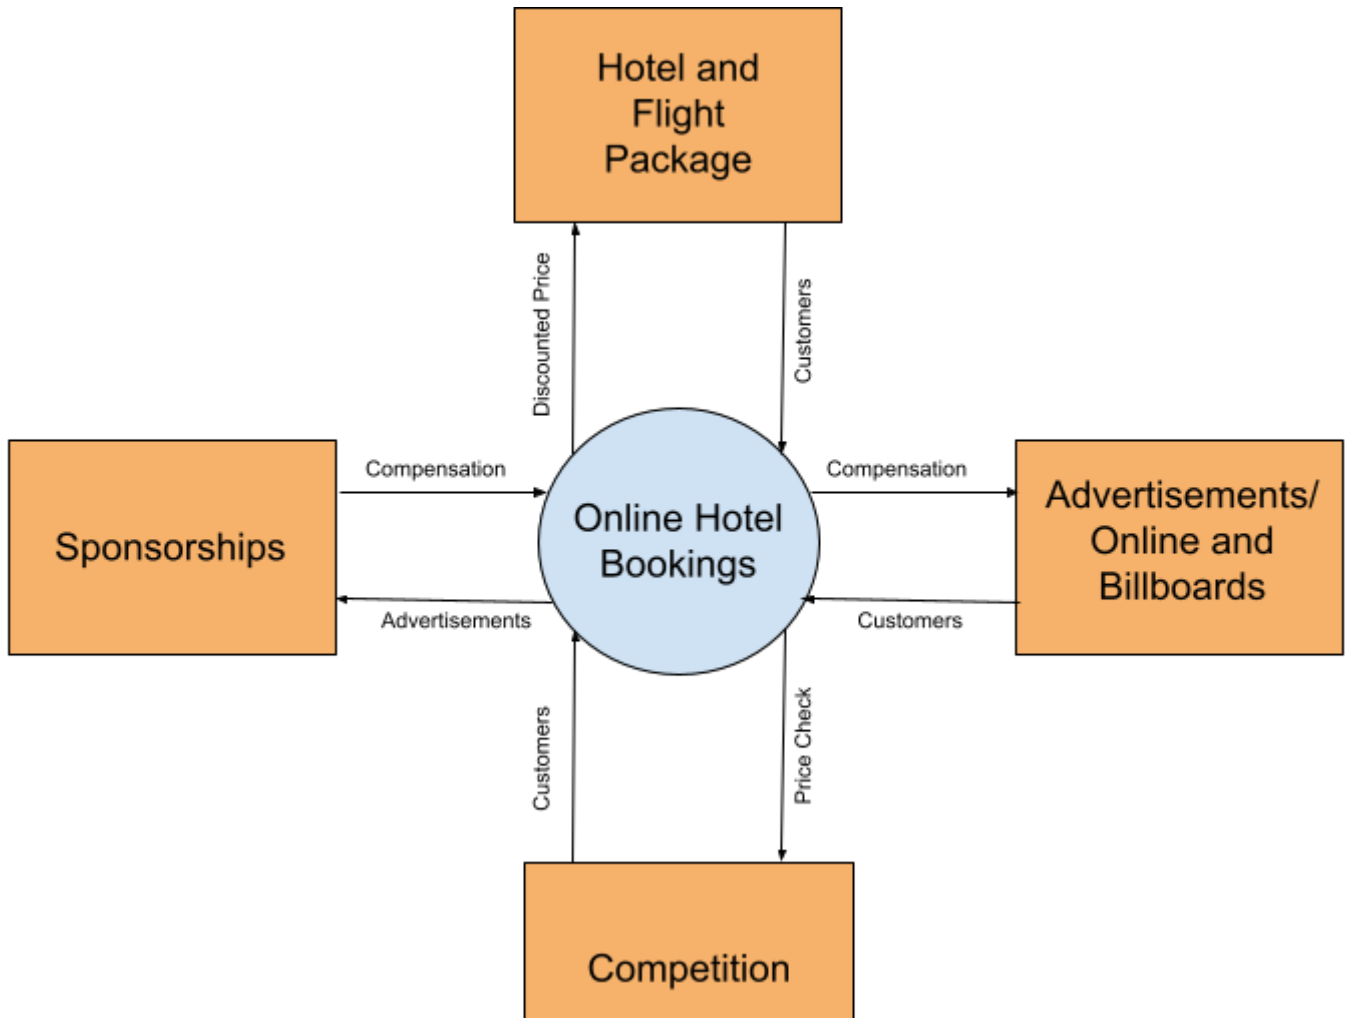 Hotel and
Flight
Package
Discounted Price
Customers
Compensation
Compensation
Sponsorships
Online Hotel
Bookings
Advertisements/
Online and
Billboards
Advertisements
Customers
Customers
Price Check
Competition